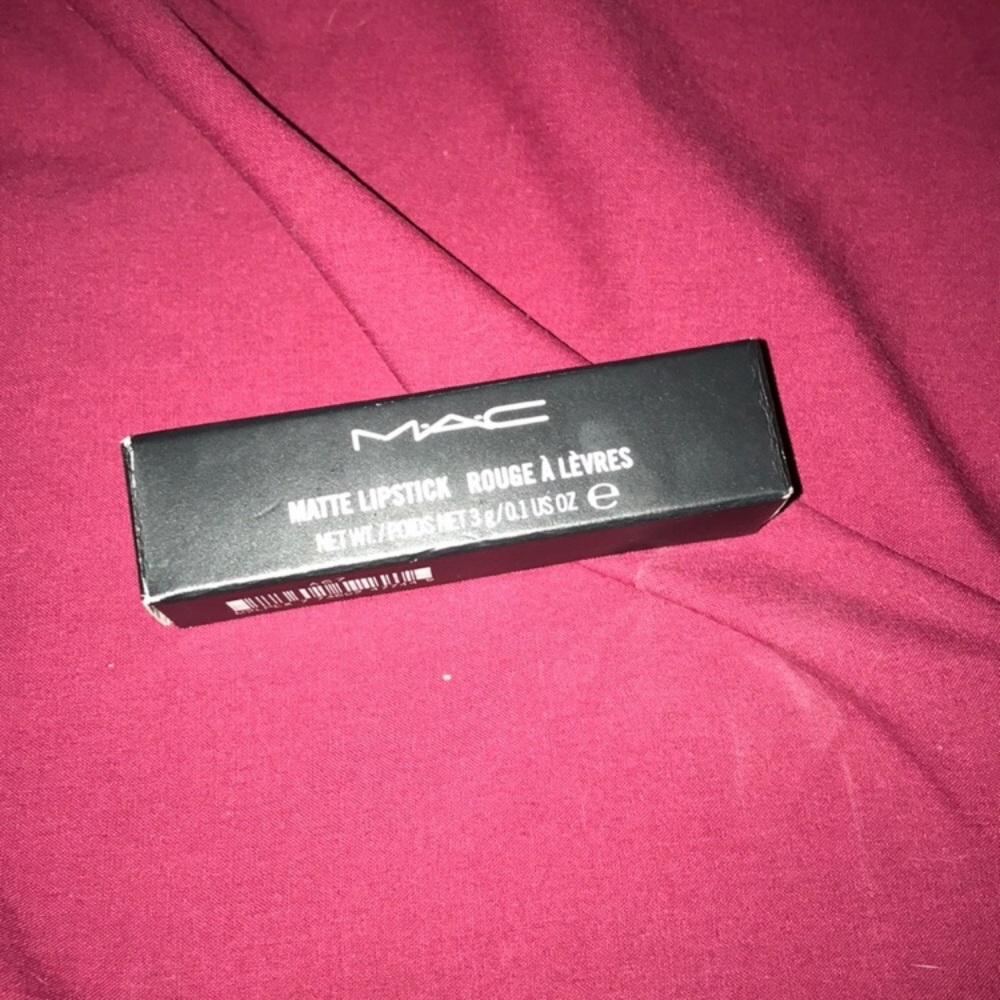 M·A·C
MATTE LIPSTICK ROUGE À LÈVRES
NET WT./POIDS NET 3 g/0.1 US OZ e